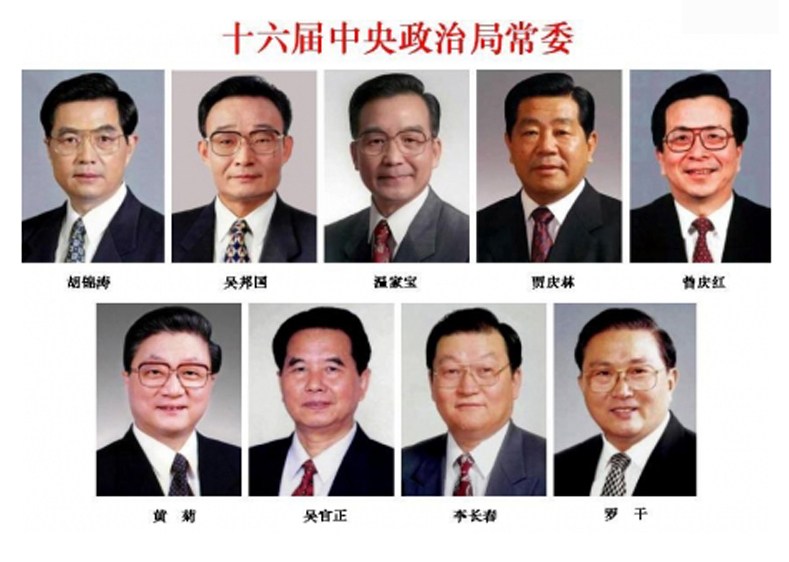 十六届中央政治局常委
胡锦涛 吴邦国 温家宝 贾庆林 曾庆红
黄 菊 吴官正 李长春 罗 干